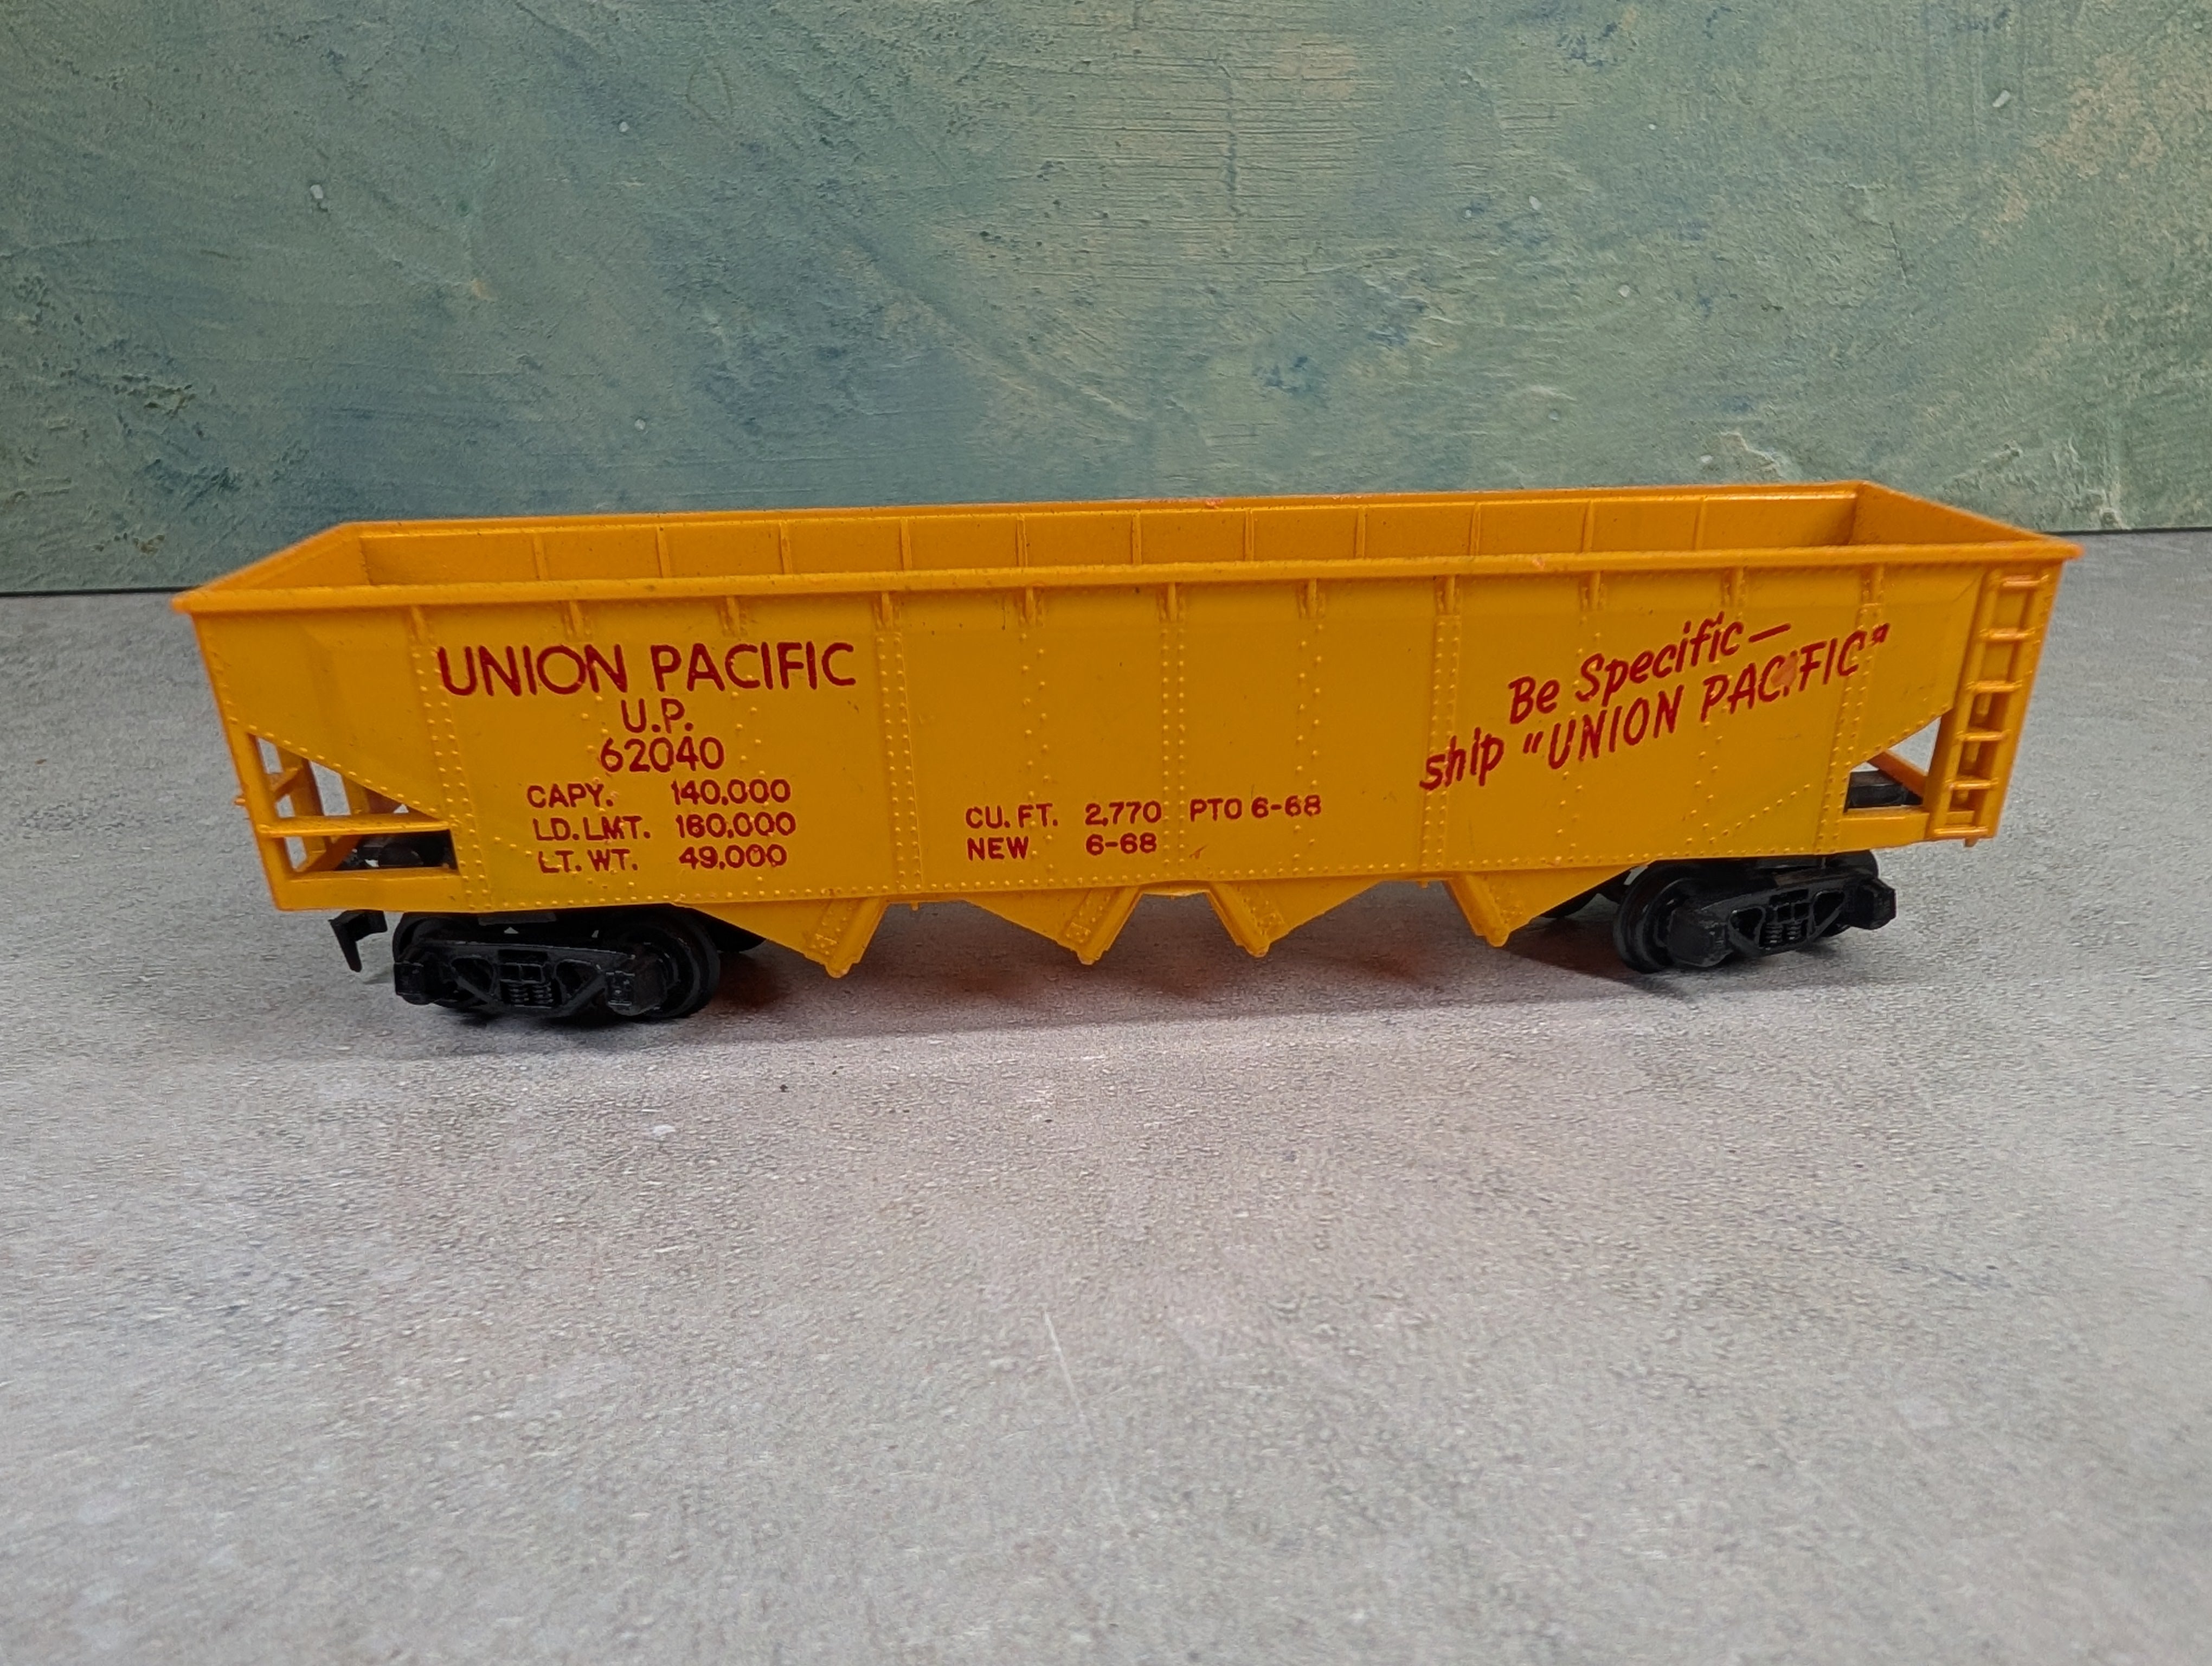 UNION PACIFIC
U.P.
62040
CAPY. 140,000
LD. LMT. 160,000
LT. WT. 49,000
CU. FT. 2,770 PTO 6-68
NEW 6-68
Be Specific—
ship "UNION PACIFIC"